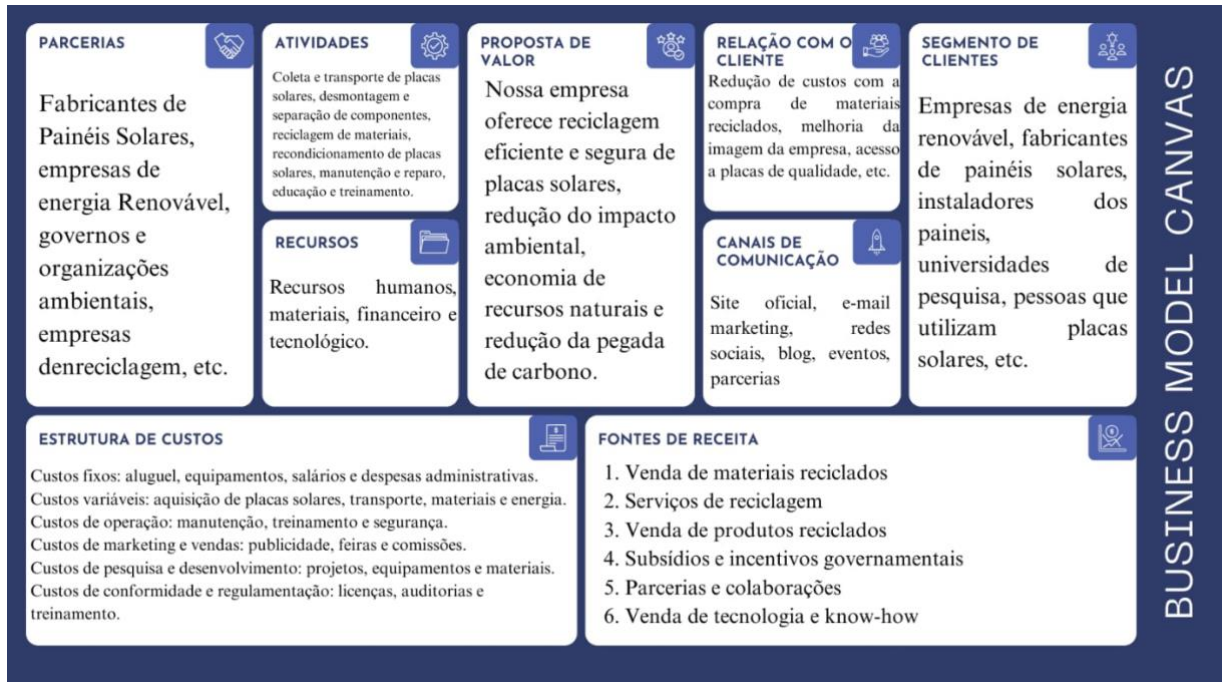 PARCERIAS
Fabricantes de
Painéis Solares,
empresas de
energia Renovável,
governos e
organizações
ambientais,
empresas
denreciclagem, etc.
ATIVIDADES
Coleta e transporte de placas
solares, desmontagem e
separação de componentes,
reciclagem de materiais,
recondicionamento de placas
solares, manutenção e reparo,
educação e treinamento.
RECURSOS
Recursos humanos,
materiais, financeiro e
tecnológico.
PROPOSTA DE
VALOR
Nossa empresa
oferece reciclagem
eficiente e segura de
placas solares,
redução do impacto
ambiental,
economia de
recursos naturais e
redução da pegada
de carbono.
RELAÇÃO COM O
CLIENTE
Redução de custos com a
compra de materiais
reciclados, melhoria da
imagem da empresa, acesso
a placas de qualidade, etc.
CANAIS DE
COMUNICAÇÃO
Site oficial, e-mail
marketing, redes
sociais, blog, eventos,
parcerias
SEGMENTO DE
CLIENTES
Empresas de energia
renovável, fabricantes
de painéis solares,
instaladores dos
paineis,
universidades de
pesquisa, pessoas que
utilizam placas
solares, etc.
ESTRUTURA DE CUSTOS
Custos fixos: aluguel, equipamentos, salários e despesas administrativas.
Custos variáveis: aquisição de placas solares, transporte, materiais e energia.
Custos de operação: manutenção, treinamento e segurança.
Custos de marketing e vendas: publicidade, feiras e comissões.
Custos de pesquisa e desenvolvimento: projetos, equipamentos e materiais.
Custos de conformidade e regulamentação: licenças, auditorias e
treinamento.
FONTES DE RECEITA
1. Venda de materiais reciclados
2. Serviços de reciclagem
3. Venda de produtos reciclados
4. Subsídios e incentivos governamentais
5. Parcerias e colaborações
6. Venda de tecnologia e know-how
BUSINESS MODEL CANVAS